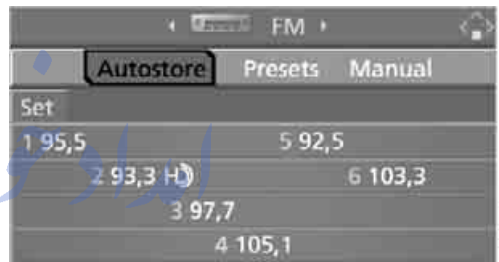 FM
Autostore Presets Manual
Set
1 95,5 5 92,5
2 93,3 H 6 103,3
3 97,7
4 105,1